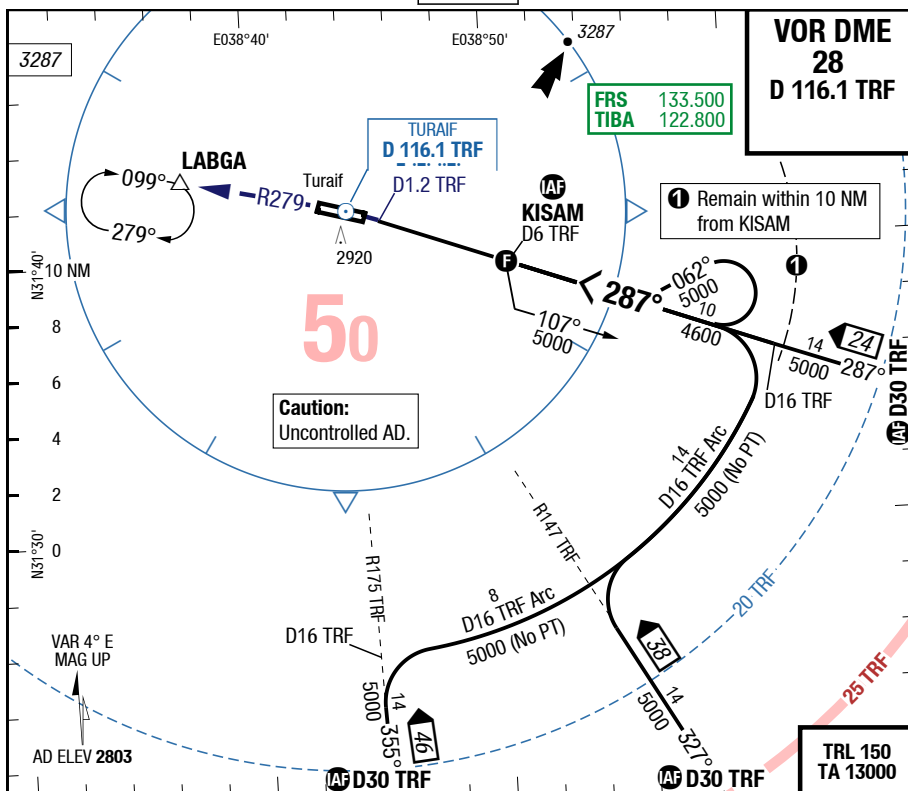 E038°40'
E038°50'
3287
3287
VOR DME
28
D 116.1 TRF
FRS 133.500
TIBA 122.800
TURAIF
D 116.1 TRF
D1.2 TRF
LABGA
099°
279°
R279
Turaif
2920
IAF
KISAM
D6 TRF
F
1 Remain within 10 NM
from KISAM
1
N31°40'
10 NM
8
6
4
2
0
N31°30'
50
287°
062°
5000
10
4600
107°
5000
14
5000
24
287°
IAF D30 TRF
D16 TRF
Caution:
Uncontrolled AD.
14
D16 TRF Arc
5000 (No PT)
R147 TRF
R175 TRF
8
D16 TRF Arc
5000 (No PT)
D16 TRF
20 TRF
25 TRF
38
14
5000
327°
IAF D30 TRF
14
5000
355°
46
IAF D30 TRF
VAR 4° E
MAG UP
AD ELEV 2803
TRL 150
TA 13000